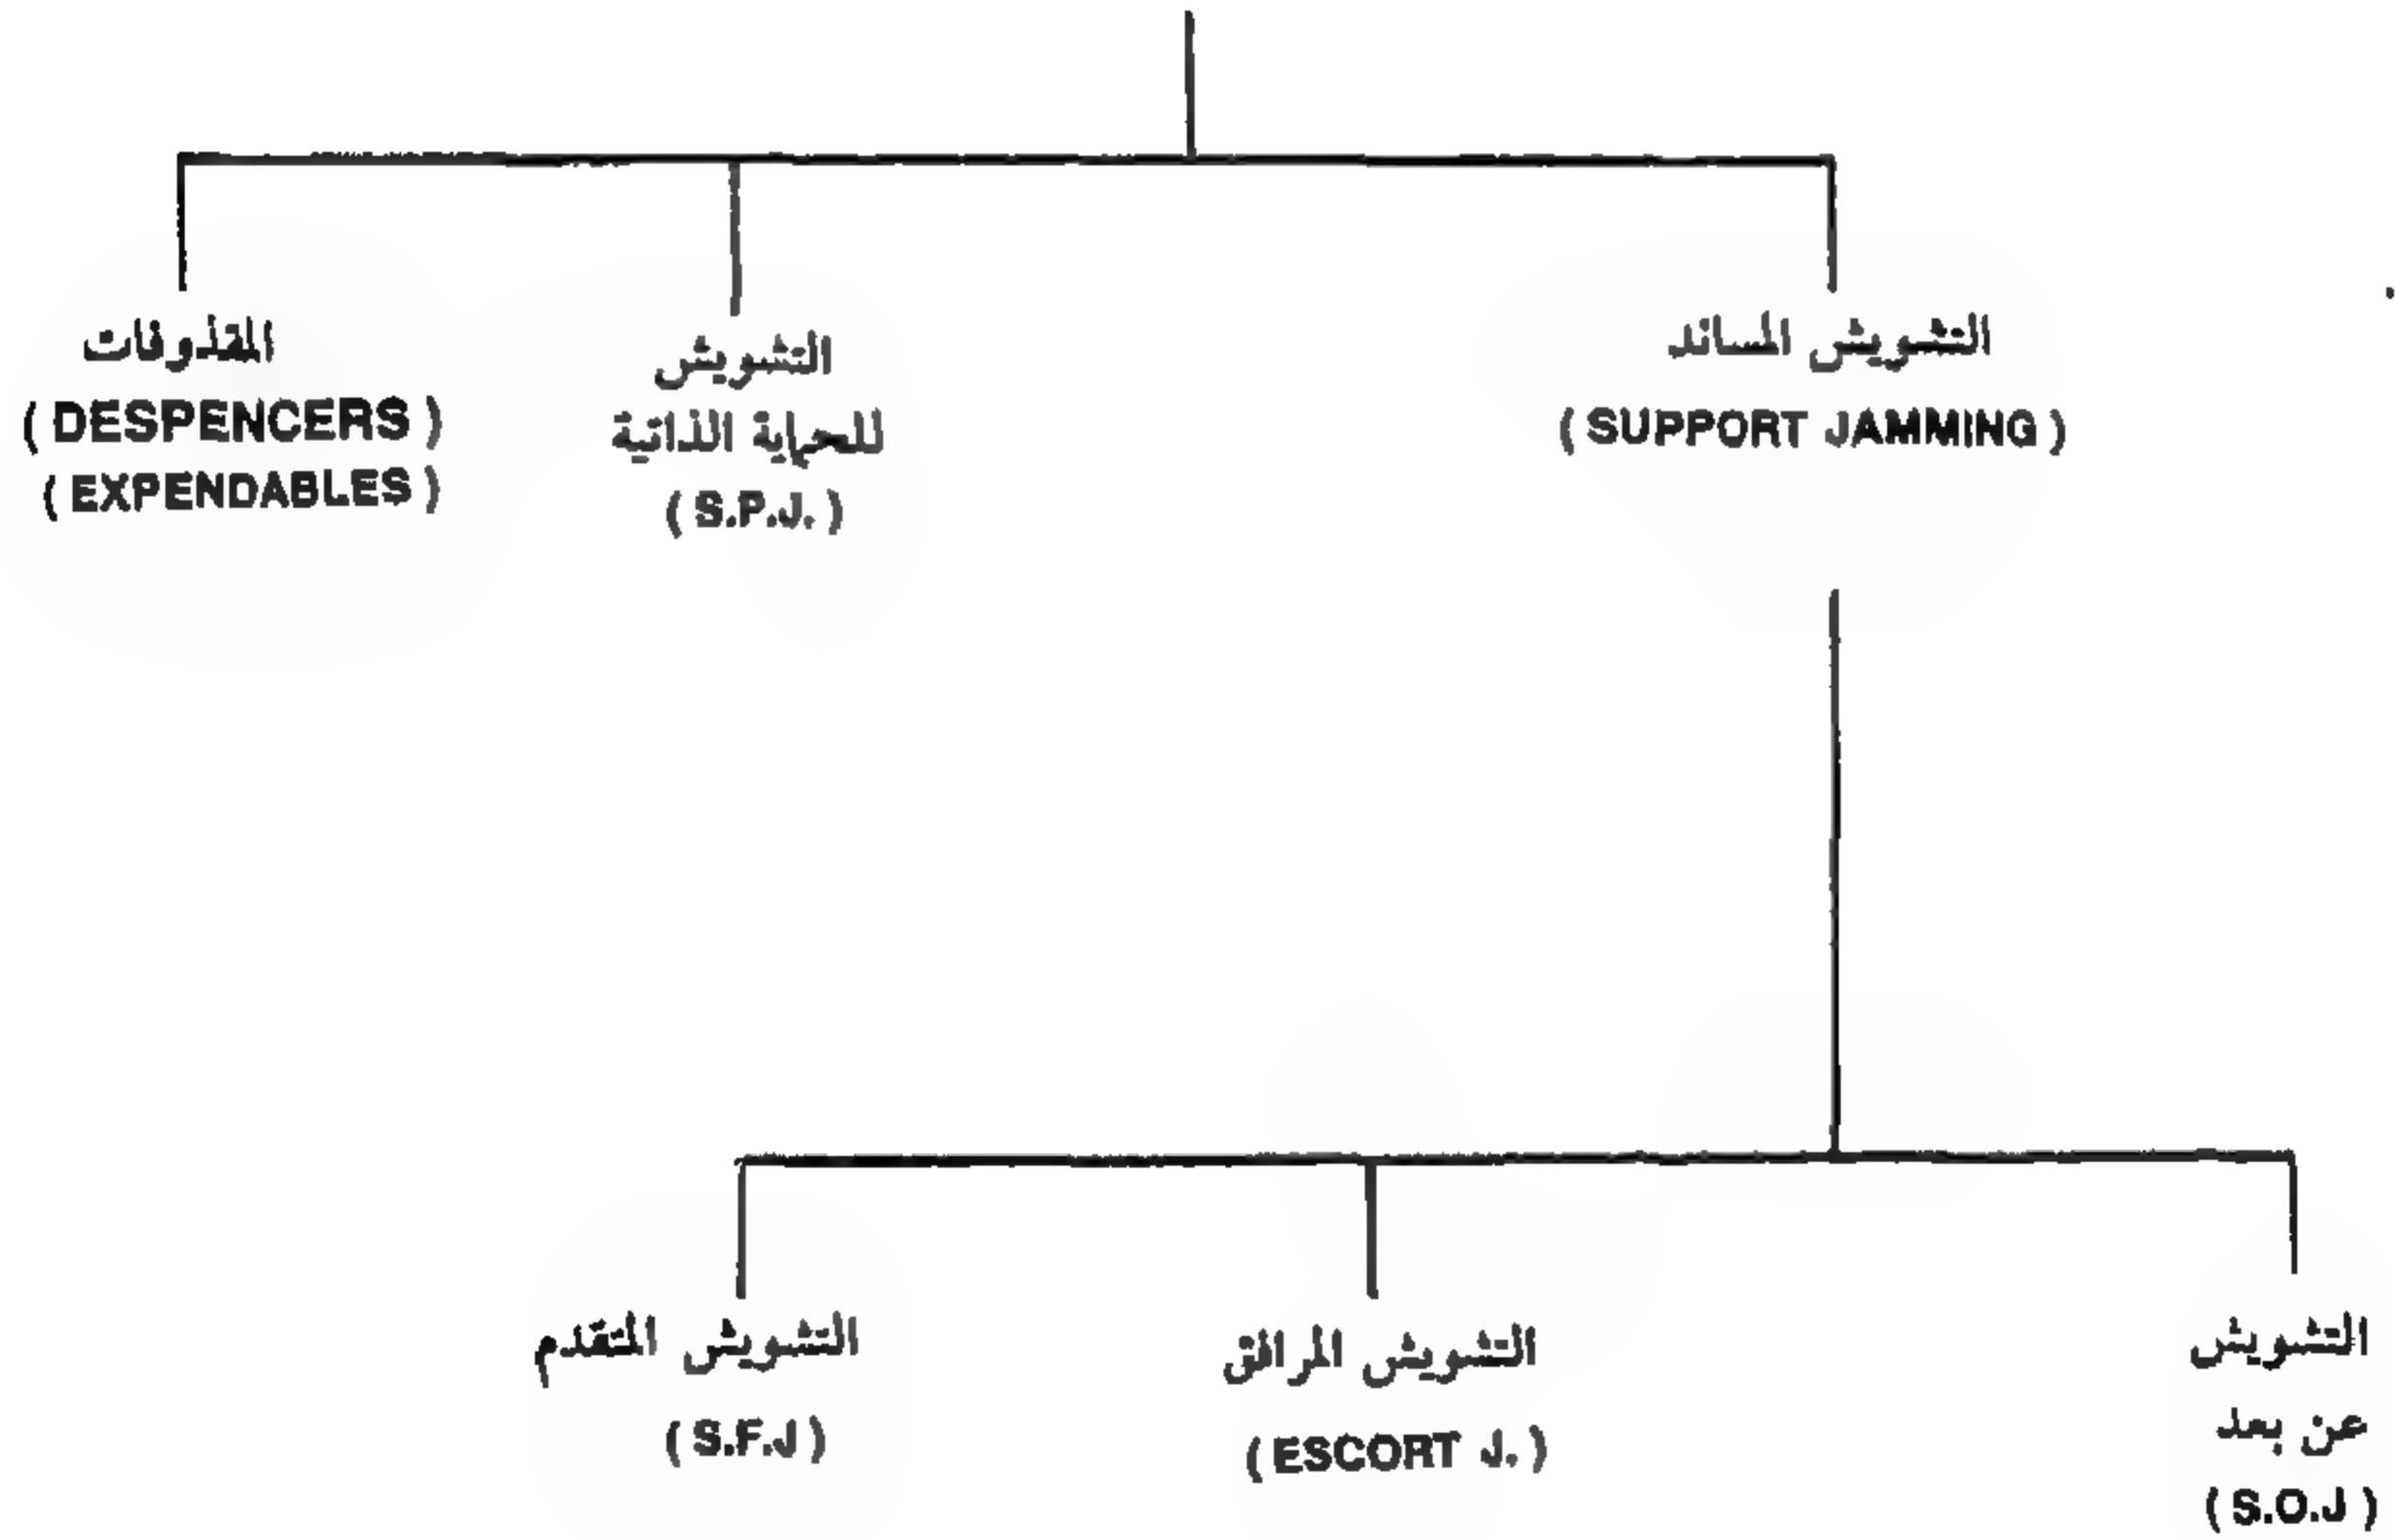 التشويش المساند
( SUPPORT JAMMING )
التشويش
للحماية الذاتية
( S.P.J. )
المقذوفات
( DESPENCERS )
( EXPENDABLES )
التشويش
عن بعد
( S.O.J )
التشويش المرافق
( ESCORT J. )
التشويش المتقدم
( S.F.J )